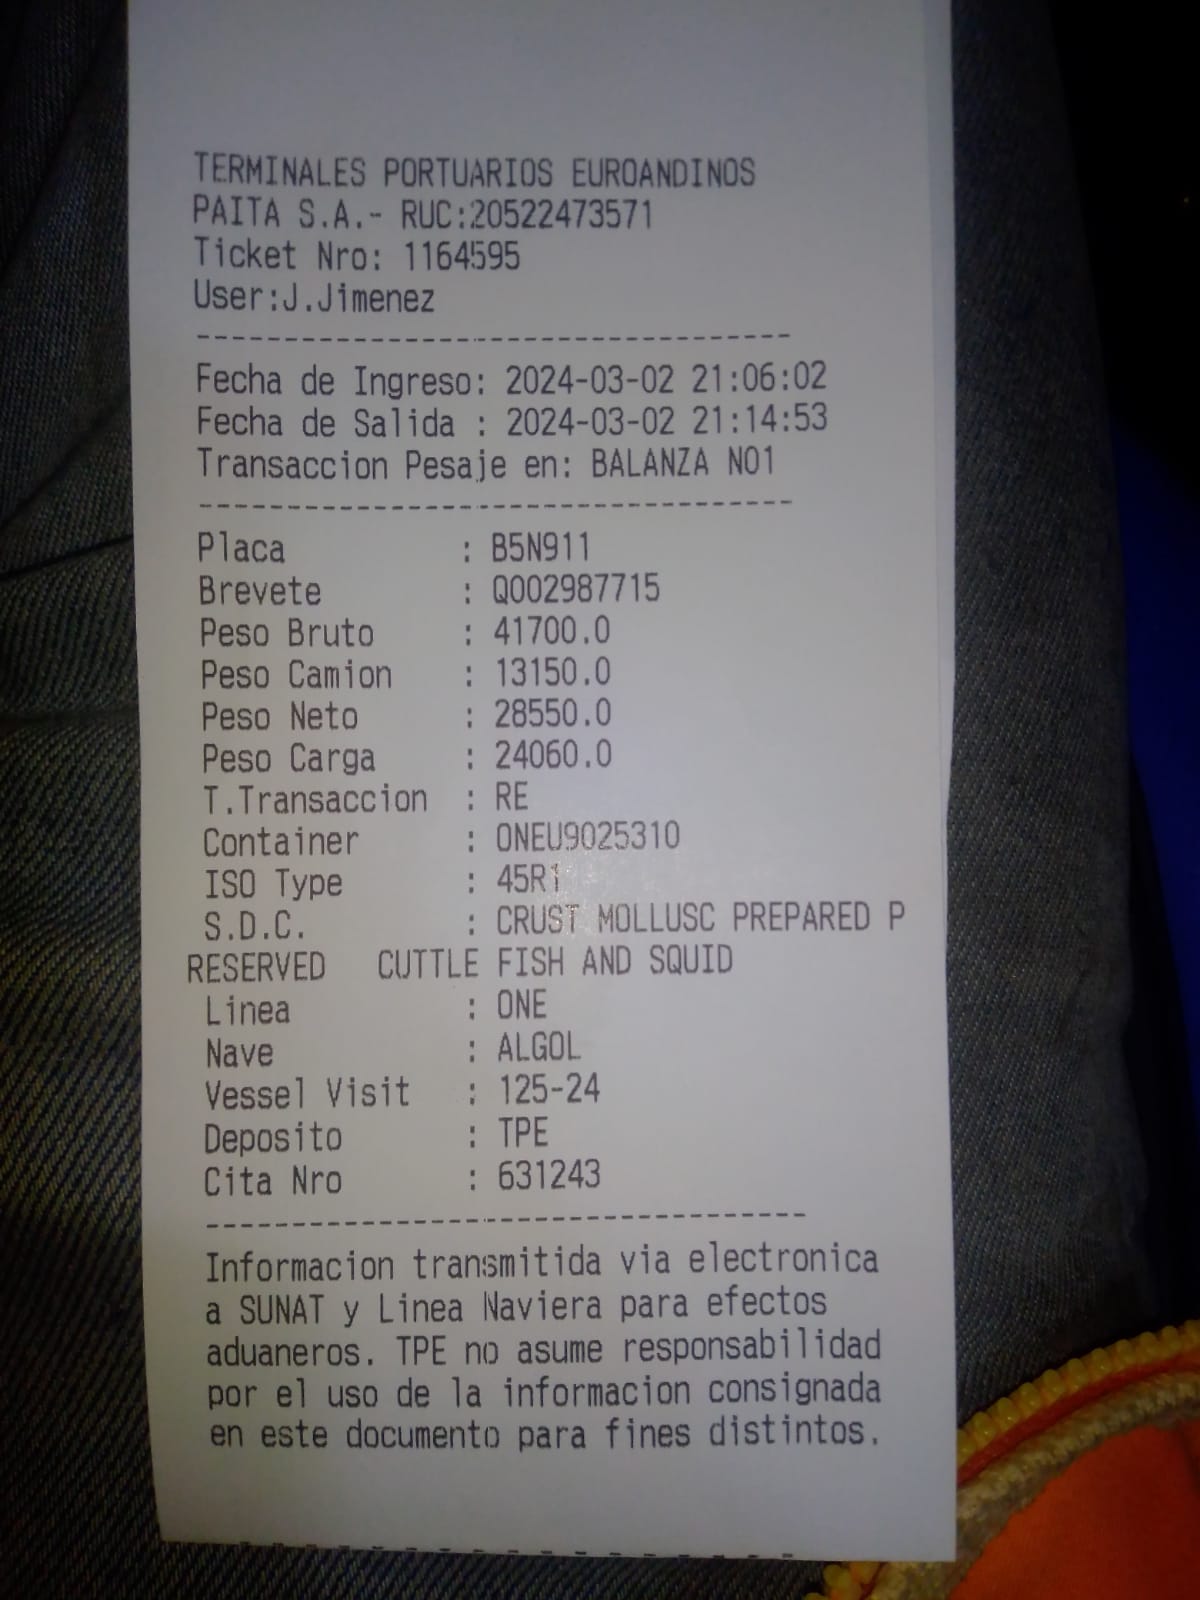 TERMINALES PORTUARIOS EUROANDINOS
PAITA S.A.- RUC:20522473571
Ticket Nro: 1164595
User:J.Jimenez
----------------------------------
Fecha de Ingreso: 2024-03-02 21:06:02
Fecha de Salida : 2024-03-02 21:14:53
Transaccion Pesaje en: BALANZA N01
----------------------------------
Placa : B5N911
Brevete : Q002987715
Peso Bruto : 41700.0
Peso Camion : 13150.0
Peso Neto : 28550.0
Peso Carga : 24060.0
T.Transaccion : RE
Container : ONEU9025310
ISO Type : 45R1
S.D.C. : CRUST MOLLUSC PREPARED P
RESERVED CUTTLE FISH AND SQUID
Linea : ONE
Nave : ALGOL
Vessel Visit : 125-24
Deposito : TPE
Cita Nro : 631243
----------------------------------
Informacion transmitida via electronica
a SUNAT y Linea Naviera para efectos
aduaneros. TPE no asume responsabilidad
por el uso de la informacion consignada
en este documento para fines distintos.